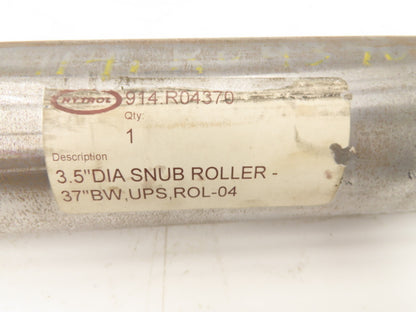 HYTROL
914.R04370
Qty:
1
Description
3.5"DIA SNUB ROLLER -
37"BW,UPS,ROL-04